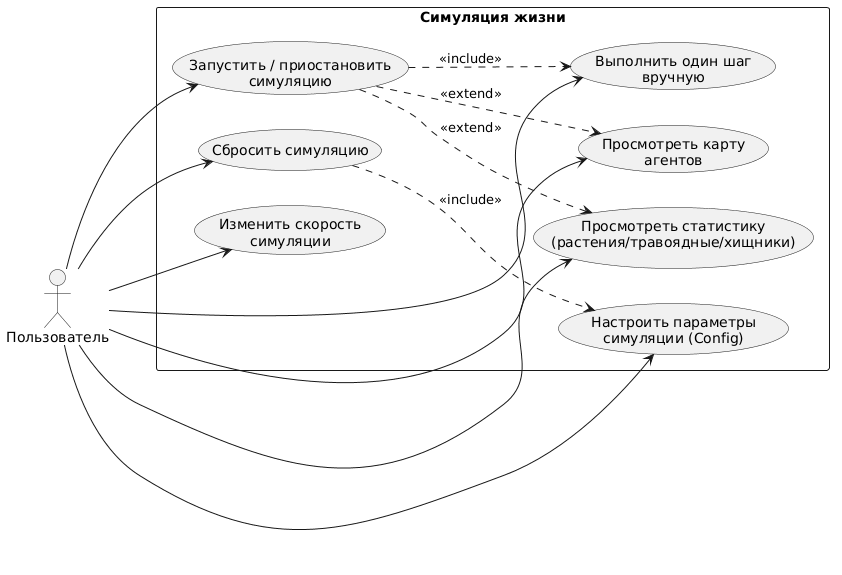 Симуляция жизни
Запустить / приостановить
симуляцию
«include»
Выполнить один шаг
вручную
«extend»
«extend»
Просмотреть карту
агентов
Сбросить симуляцию
«include»
Изменить скорость
симуляции
Просмотреть статистику
(растения/травоядные/хищники)
Настроить параметры
симуляции (Config)
Пользователь